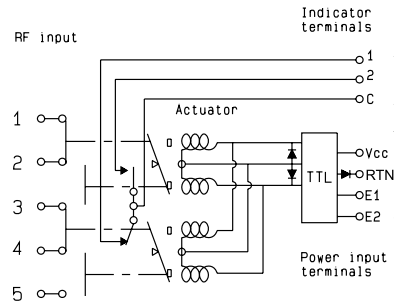 Indicator
terminals
RF input
1
2
C
Actuator
1
2
3
4
5
TTL
Vcc
RTN
E1
E2
Power input
terminals